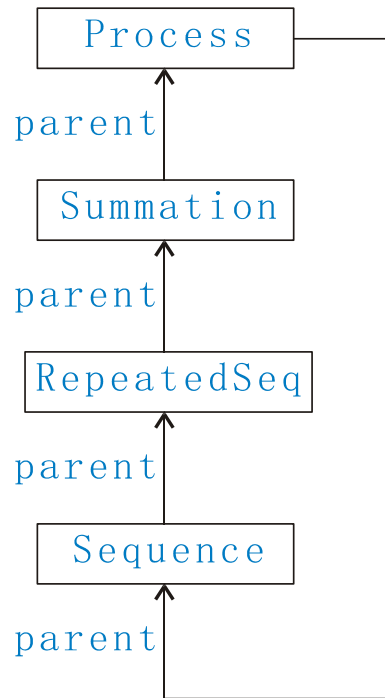 Process
parent
Summation
parent
RepeatedSeq
parent
Sequence
parent